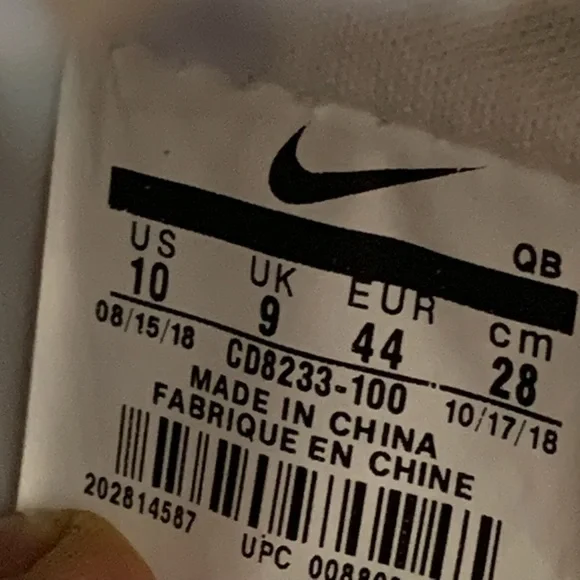 QB
US UK EUR cm
10 9 44 28
08/15/18 CD8233-100 10/17/18
MADE IN CHINA
FABRIQUE EN CHINE
202814587
UPC